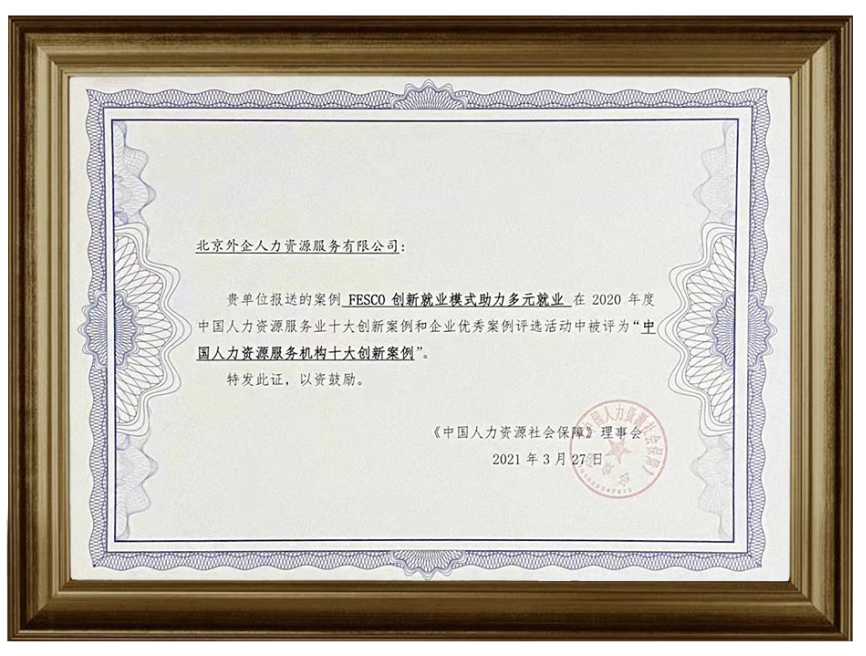 北京外企人力资源服务有限公司:
贵单位报送的案例 FESCO 创新就业模式助力多元就业 在 2020 年度
中国人力资源服务业十大创新案例和企业优秀案例评选活动中被评为“中
国人力资源服务机构十大创新案例”。
特发此证，以资鼓励。
《中国人力资源社会保障》理事会
2021 年 3 月 27 日